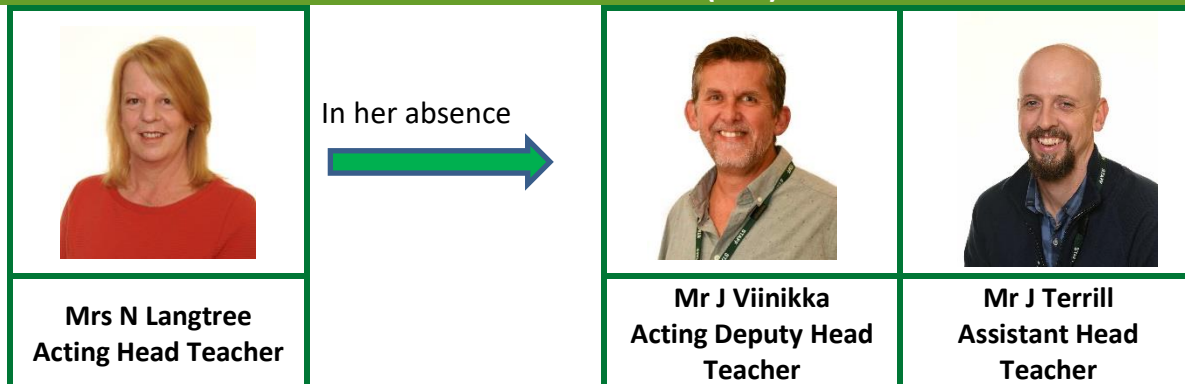 In her absence
Mrs N Langtree
Acting Head Teacher
Mr J Viinikka
Acting Deputy Head
Teacher
Mr J Terrill
Assistant Head
Teacher